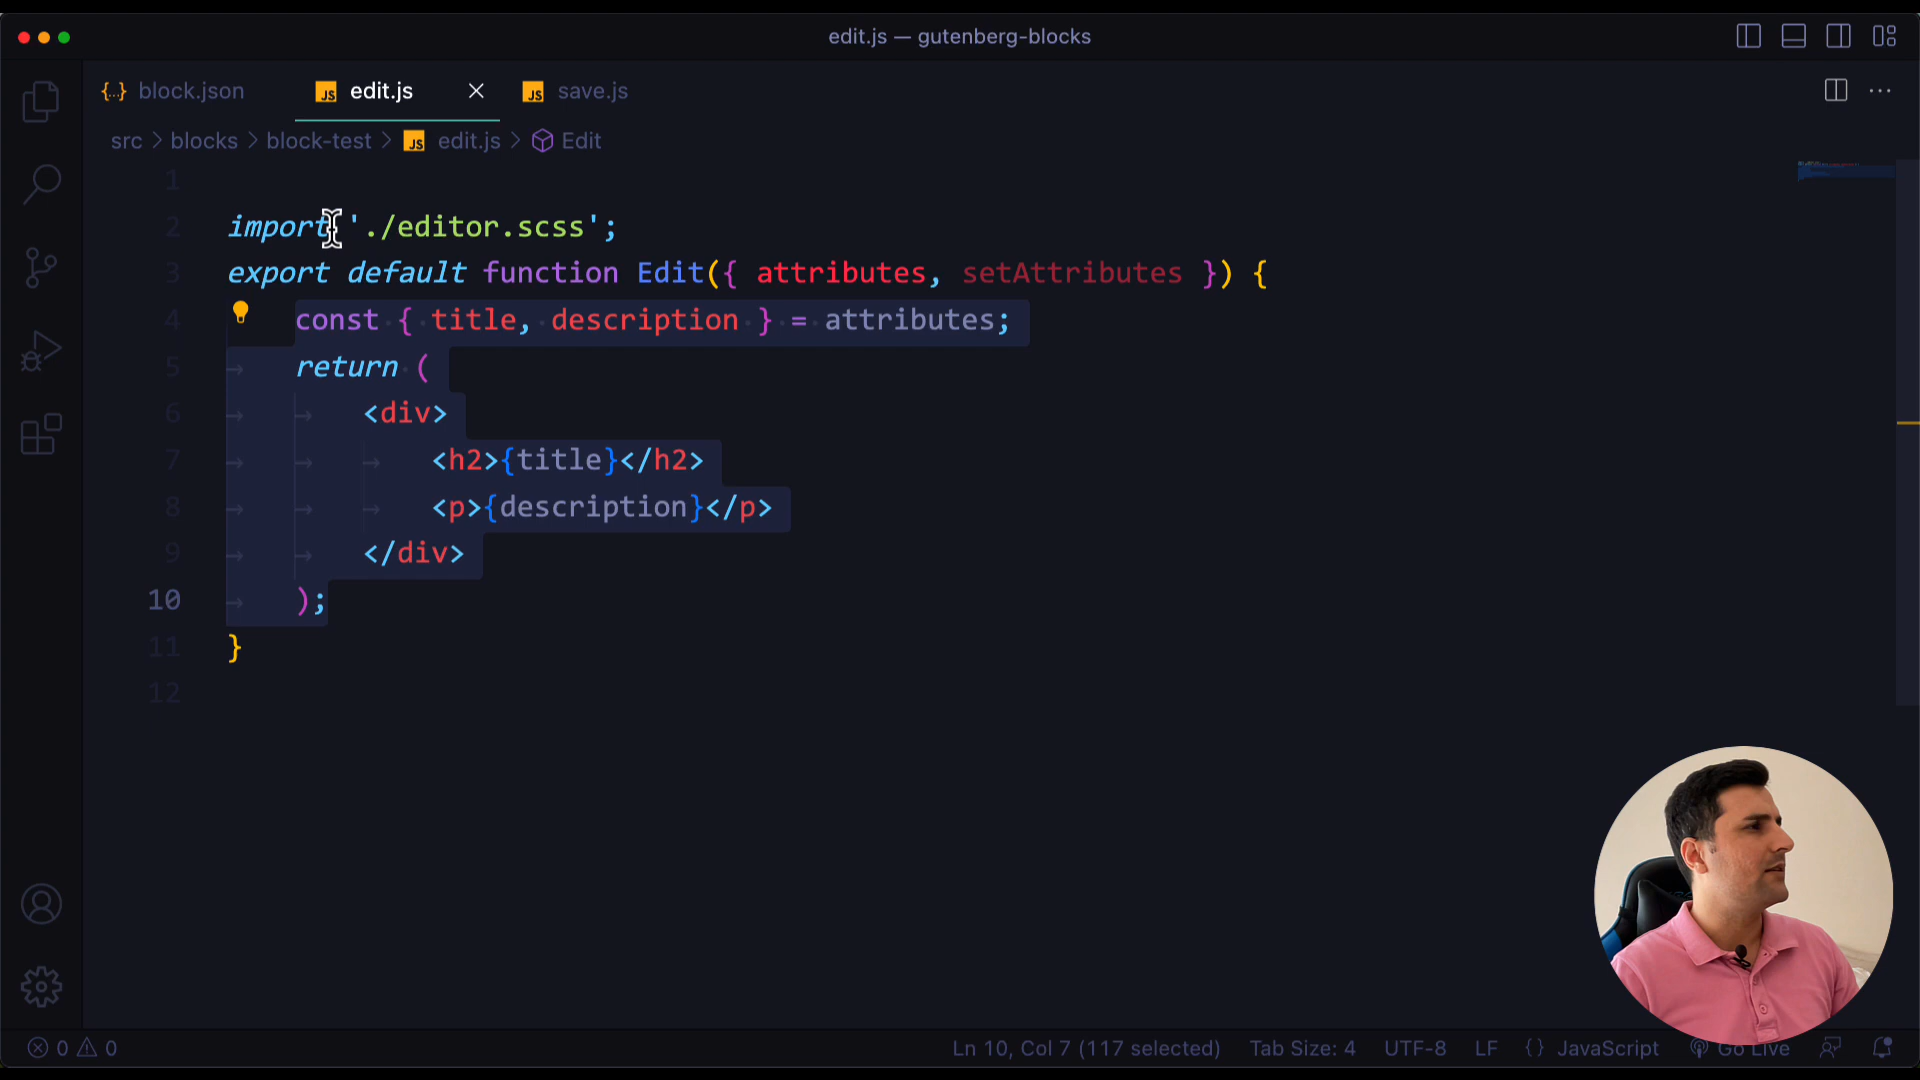 edit.js — gutenberg-blocks
{..} block.json JS edit.js JS save.js
src > blocks > block-test > JS edit.js > Edit
1
2 import './editor.scss';
3 export default function Edit({ attributes, setAttributes }) {
4 const { title, description } = attributes;
5 return (
6 <div>
7 <h2>{title}</h2>
8 <p>{description}</p>
9 </div>
10 );
11 }
12
0 0 Ln 10, Col 7 (117 selected) Tab Size: 4 UTF-8 LF {} JavaScript Go Live